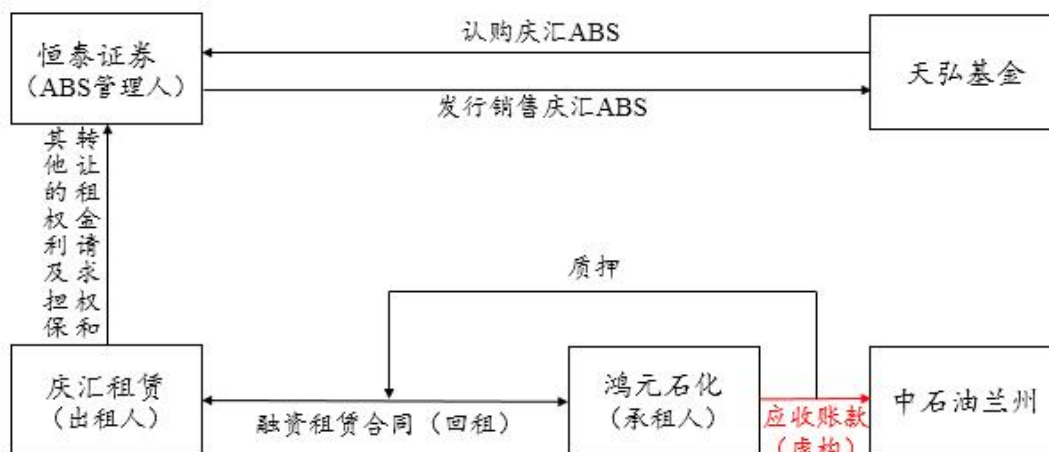 恒泰证券
（ABS管理人）
认购庆汇ABS
发行销售庆汇ABS
天弘基金
转让租金请求权和
其他的权利及担保
质押
庆汇租赁
（出租人）
融资租赁合同（回租）
鸿元石化
（承租人）
应收账款
（虚构）
中石油兰州